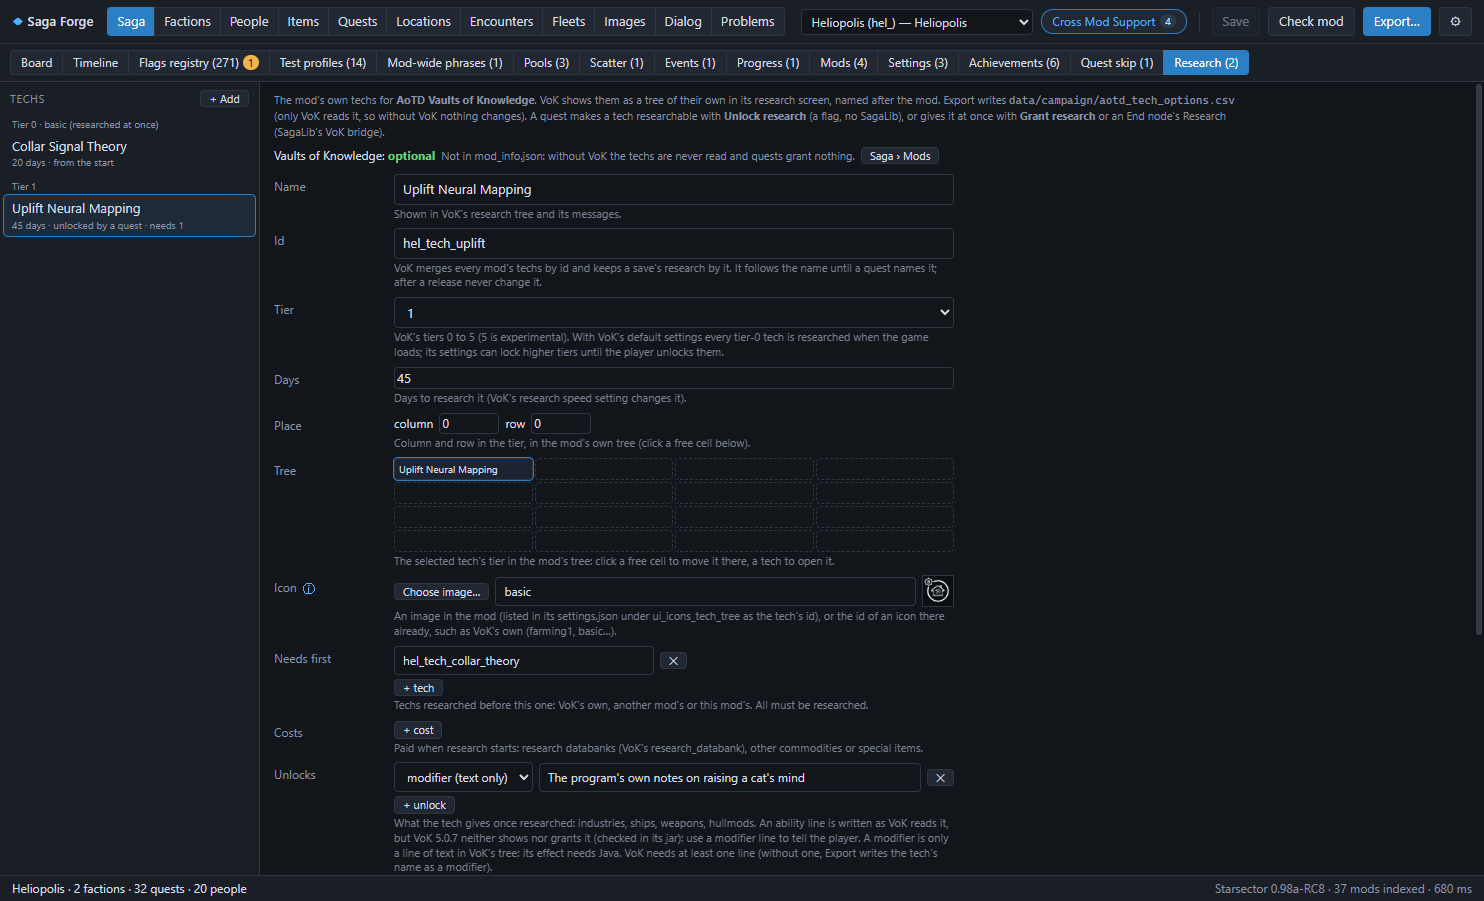 Saga Forge
Saga
Factions
People
Items
Quests
Locations
Encounters
Fleets
Images
Dialog
Problems
Heliopolis (hel_) — Heliopolis
Cross Mod Support 4
Save
Check mod
Export...
Board
Timeline
Flags registry (271) 1
Test profiles (14)
Mod-wide phrases (1)
Pools (3)
Scatter (1)
Events (1)
Progress (1)
Mods (4)
Settings (3)
Achievements (6)
Quest skip (1)
Research (2)
TECHS
+ Add
Tier 0 · basic (researched at once)
Collar Signal Theory
20 days · from the start
Tier 1
Uplift Neural Mapping
45 days · unlocked by a quest · needs 1
The mod's own techs for AoTD Vaults of Knowledge. VoK shows them as a tree of their own in its research screen, named after the mod. Export writes data/campaign/aotd_tech_options.csv
(only VoK reads it, so without VoK nothing changes). A quest makes a tech researchable with Unlock research (a flag, no SagaLib), or gives it at once with Grant research or an End node's Research
(SagaLib's VoK bridge).
Vaults of Knowledge: optional Not in mod_info.json: without VoK the techs are never read and quests grant nothing. Saga › Mods
Name
Uplift Neural Mapping
Shown in VoK's research tree and its messages.
Id
hel_tech_uplift
VoK merges every mod's techs by id and keeps a save's research by it. It follows the name until a quest names it;
after a release never change it.
Tier
1
VoK's tiers 0 to 5 (5 is experimental). With VoK's default settings every tier-0 tech is researched when the game
loads; its settings can lock higher tiers until the player unlocks them.
Days
45
Days to research it (VoK's research speed setting changes it).
Place
column 0 row 0
Column and row in the tier, in the mod's own tree (click a free cell below).
Tree
Uplift Neural Mapping
The selected tech's tier in the mod's tree: click a free cell to move it there, a tech to open it.
Icon ⓘ
Choose image...
basic
An image in the mod (listed in its settings.json under ui_icons_tech_tree as the tech's id), or the id of an icon there
already, such as VoK's own (farming1, basic...).
Needs first
hel_tech_collar_theory
✕
+ tech
Techs researched before this one: VoK's own, another mod's or this mod's. All must be researched.
Costs
+ cost
Paid when research starts: research databanks (VoK's research_databank), other commodities or special items.
Unlocks
modifier (text only)
The program's own notes on raising a cat's mind
✕
+ unlock
What the tech gives once researched: industries, ships, weapons, hullmods. An ability line is written as VoK reads it,
but VoK 5.0.7 neither shows nor grants it (checked in its jar): use a modifier line to tell the player. A modifier is only
a line of text in VoK's tree: its effect needs Java. VoK needs at least one line (without one, Export writes the tech's
name as a modifier).
Heliopolis · 2 factions · 32 quests · 20 people
Starsector 0.98a-RC8 · 37 mods indexed · 680 ms